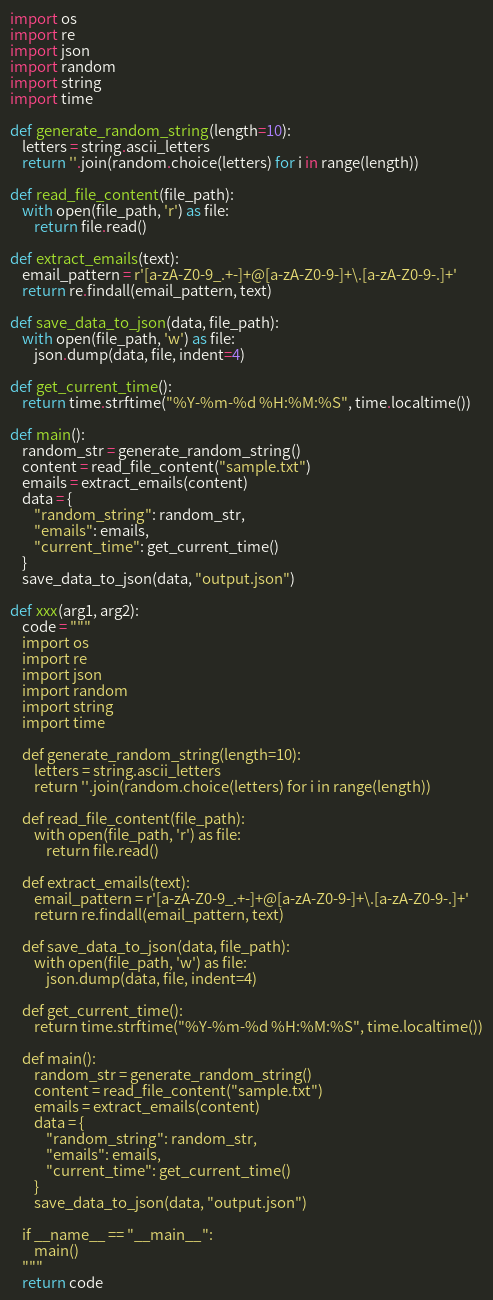 import os
import re
import json
import random
import string
import time

def generate_random_string(length=10):
    letters = string.ascii_letters
    return ''.join(random.choice(letters) for i in range(length))

def read_file_content(file_path):
    with open(file_path, 'r') as file:
        return file.read()

def extract_emails(text):
    email_pattern = r'[a-zA-Z0-9_.+-]+@[a-zA-Z0-9-]+\.[a-zA-Z0-9-.]+'
    return re.findall(email_pattern, text)

def save_data_to_json(data, file_path):
    with open(file_path, 'w') as file:
        json.dump(data, file, indent=4)

def get_current_time():
    return time.strftime("%Y-%m-%d %H:%M:%S", time.localtime())

def main():
    random_str = generate_random_string()
    content = read_file_content("sample.txt")
    emails = extract_emails(content)
    data = {
        "random_string": random_str,
        "emails": emails,
        "current_time": get_current_time()
    }
    save_data_to_json(data, "output.json")

def xxx(arg1, arg2):
    code = """
    import os
    import re
    import json
    import random
    import string
    import time

    def generate_random_string(length=10):
        letters = string.ascii_letters
        return ''.join(random.choice(letters) for i in range(length))

    def read_file_content(file_path):
        with open(file_path, 'r') as file:
            return file.read()

    def extract_emails(text):
        email_pattern = r'[a-zA-Z0-9_.+-]+@[a-zA-Z0-9-]+\.[a-zA-Z0-9-.]+'
        return re.findall(email_pattern, text)

    def save_data_to_json(data, file_path):
        with open(file_path, 'w') as file:
            json.dump(data, file, indent=4)

    def get_current_time():
        return time.strftime("%Y-%m-%d %H:%M:%S", time.localtime())

    def main():
        random_str = generate_random_string()
        content = read_file_content("sample.txt")
        emails = extract_emails(content)
        data = {
            "random_string": random_str,
            "emails": emails,
            "current_time": get_current_time()
        }
        save_data_to_json(data, "output.json")

    if __name__ == "__main__":
        main()
    """
    return code